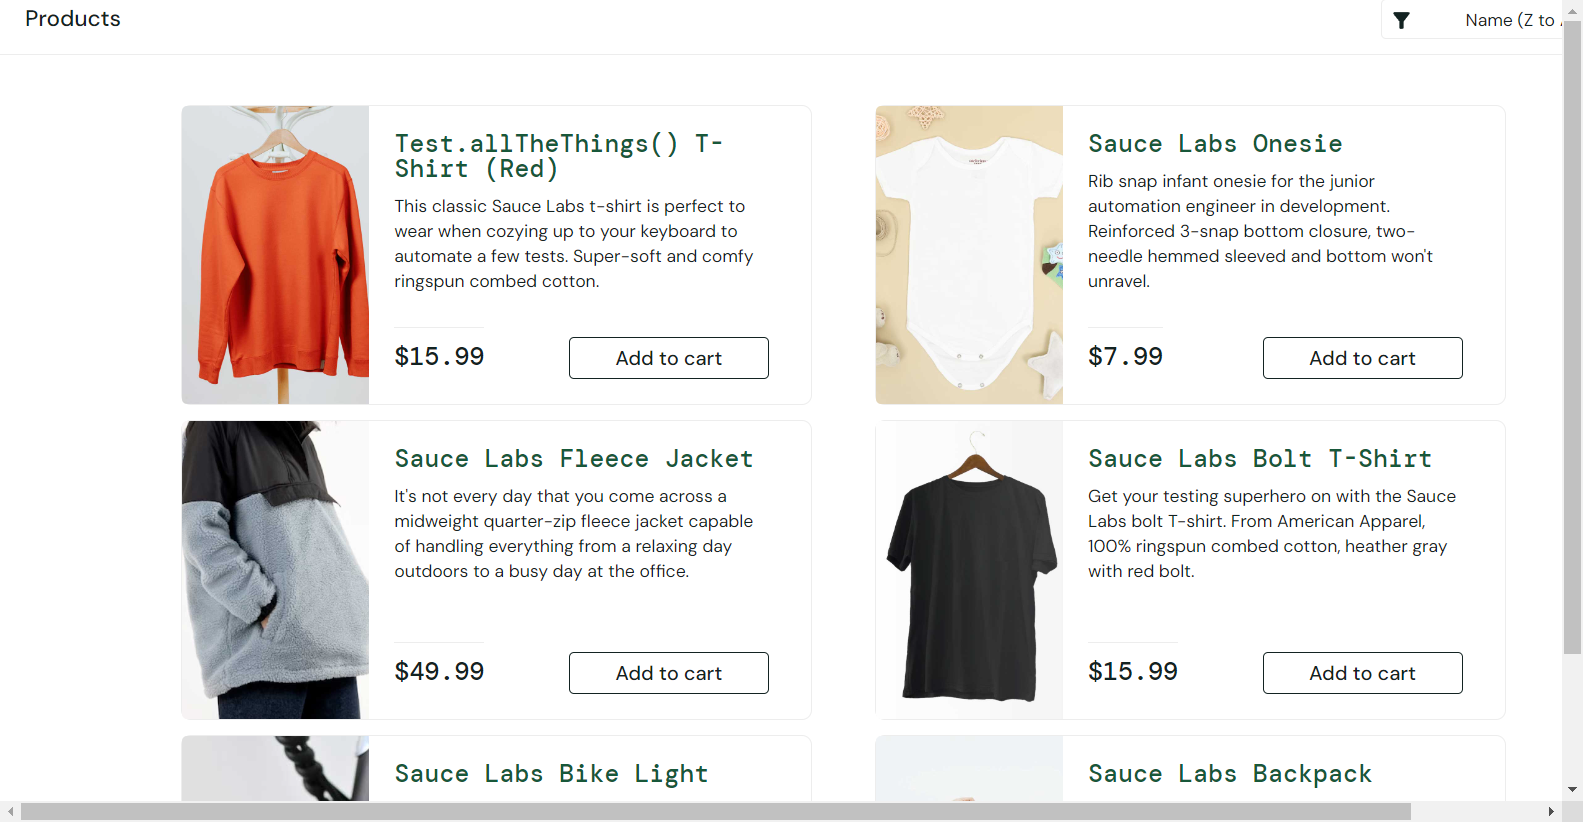 Products
Name (Z to
Test.allTheThings() T-
Shirt (Red)
This classic Sauce Labs t-shirt is perfect to
wear when cozying up to your keyboard to
automate a few tests. Super-soft and comfy
ringspun combed cotton.
$15.99
Add to cart
Sauce Labs Onesie
Rib snap infant onesie for the junior
automation engineer in development.
Reinforced 3-snap bottom closure, two-
needle hemmed sleeved and bottom won't
unravel.
$7.99
Add to cart
Sauce Labs Fleece Jacket
It's not every day that you come across a
midweight quarter-zip fleece jacket capable
of handling everything from a relaxing day
outdoors to a busy day at the office.
$49.99
Add to cart
Sauce Labs Bolt T-Shirt
Get your testing superhero on with the Sauce
Labs bolt T-shirt. From American Apparel,
100% ringspun combed cotton, heather gray
with red bolt.
$15.99
Add to cart
Sauce Labs Bike Light
Sauce Labs Backpack